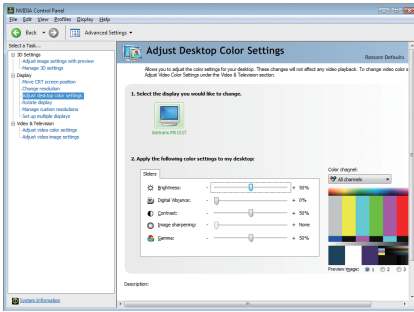 NVIDIA Control Panel
File Edit View Profiles Display Help
Back Advanced Settings
Select a Task...
3D Settings
Adjust image settings with preview
Manage 3D settings
Display
Move CRT screen position
Change resolution
Adjust desktop color settings
Rotate display
Manage custom resolutions
Set up multiple displays
Video & Television
Adjust video color settings
Adjust video image settings
System Information
Adjust Desktop Color Settings
Restore Defaults
Allows you to adjust the color settings for your desktop. These changes will not affect any video playback. To change video color a
Adjust Video Color Settings under the Video & Television section.
1. Select the display you would like to change.
2. Apply the following color settings to my desktop:
Sliders
Brightness: - + 50%
Digital Vibrance: - + 0%
Contrast: - + 50%
Image sharpening: - + None
Gamma: - + 50%
Color channel:
All channels
Preview image: 1 2 3
Description: